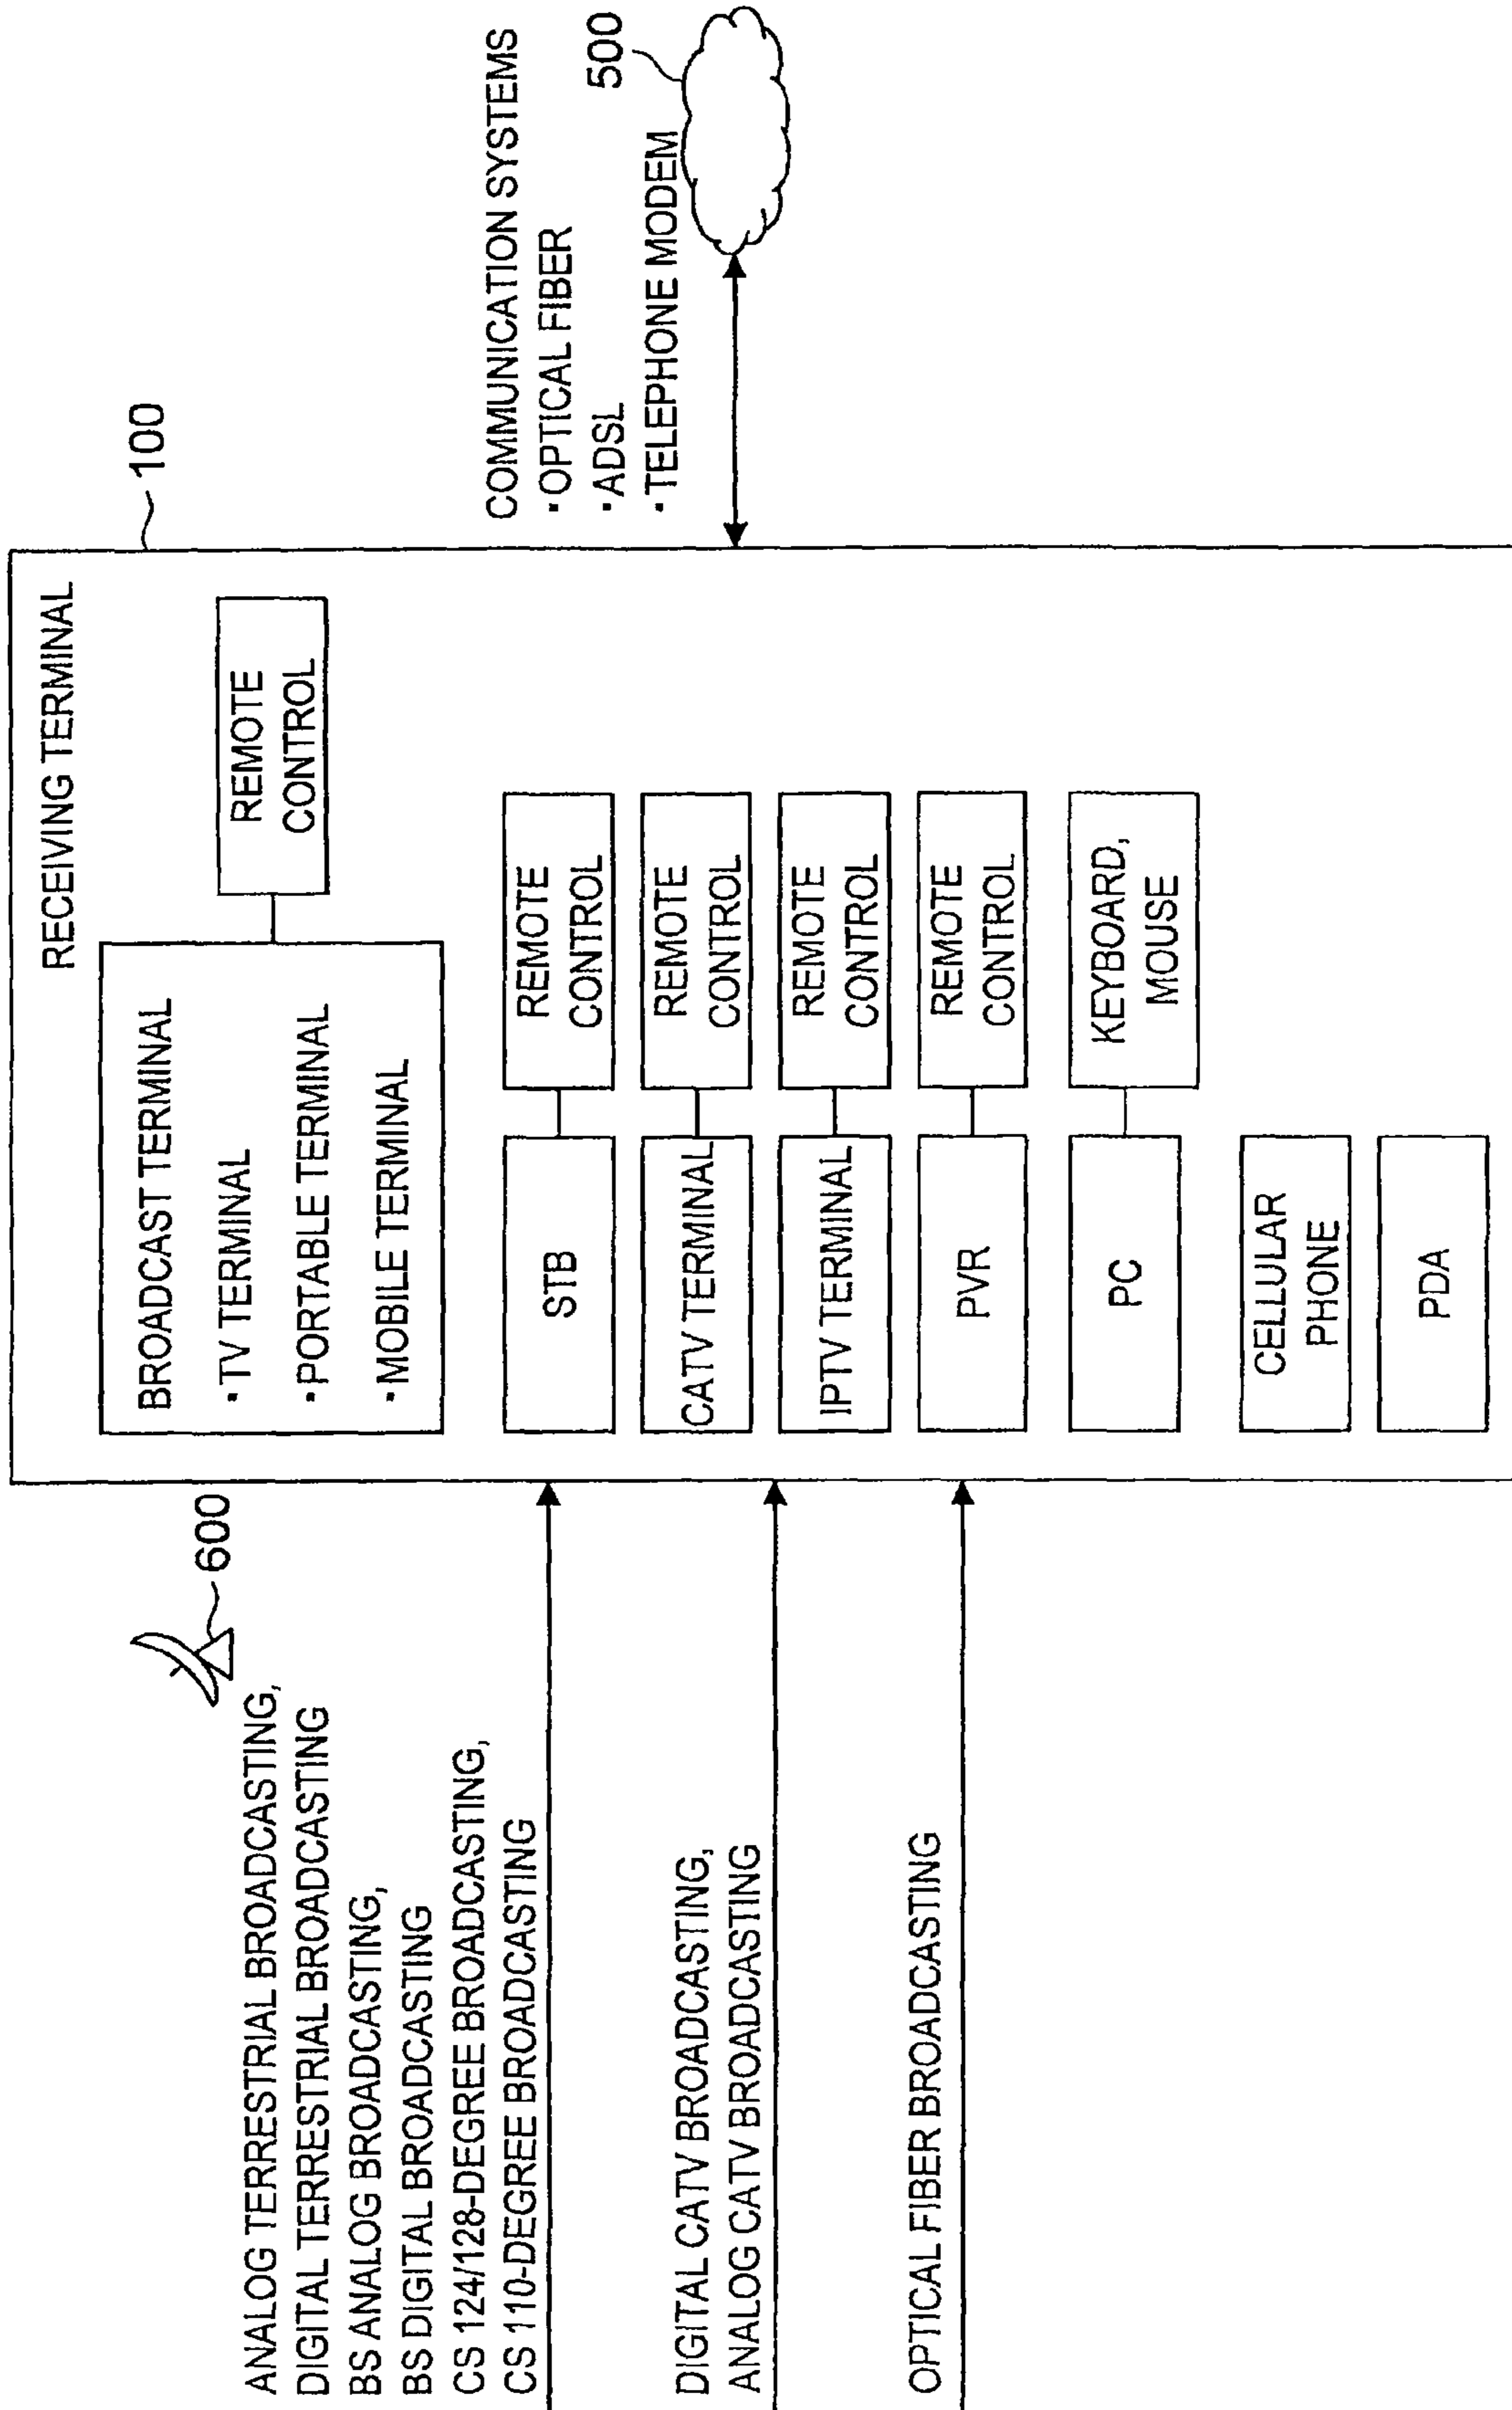 600
ANALOG TERRESTRIAL BROADCASTING,
DIGITAL TERRESTRIAL BROADCASTING
BS ANALOG BROADCASTING,
BS DIGITAL BROADCASTING
CS 124/128-DEGREE BROADCASTING,
CS 110-DEGREE BROADCASTING
DIGITAL CATV BROADCASTING,
ANALOG CATV BROADCASTING
OPTICAL FIBER BROADCASTING
100
RECEIVING TERMINAL
BROADCAST TERMINAL
・TV TERMINAL
・PORTABLE TERMINAL
・MOBILE TERMINAL
REMOTE
CONTROL
STB
REMOTE
CONTROL
CATV TERMINAL
REMOTE
CONTROL
IPTV TERMINAL
REMOTE
CONTROL
PVR
REMOTE
CONTROL
PC
KEYBOARD,
MOUSE
CELLULAR
PHONE
PDA
COMMUNICATION SYSTEMS
・OPTICAL FIBER
・ADSL
・TELEPHONE MODEM
500